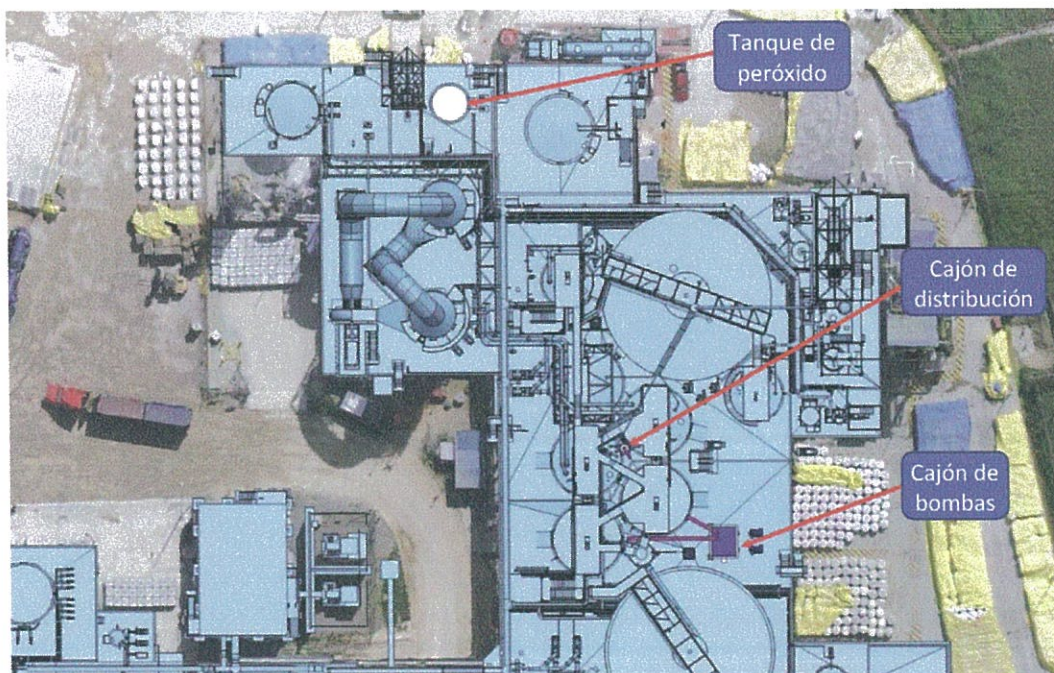 Tanque de
peróxido
Cajón de
distribución
Cajón de
bombas